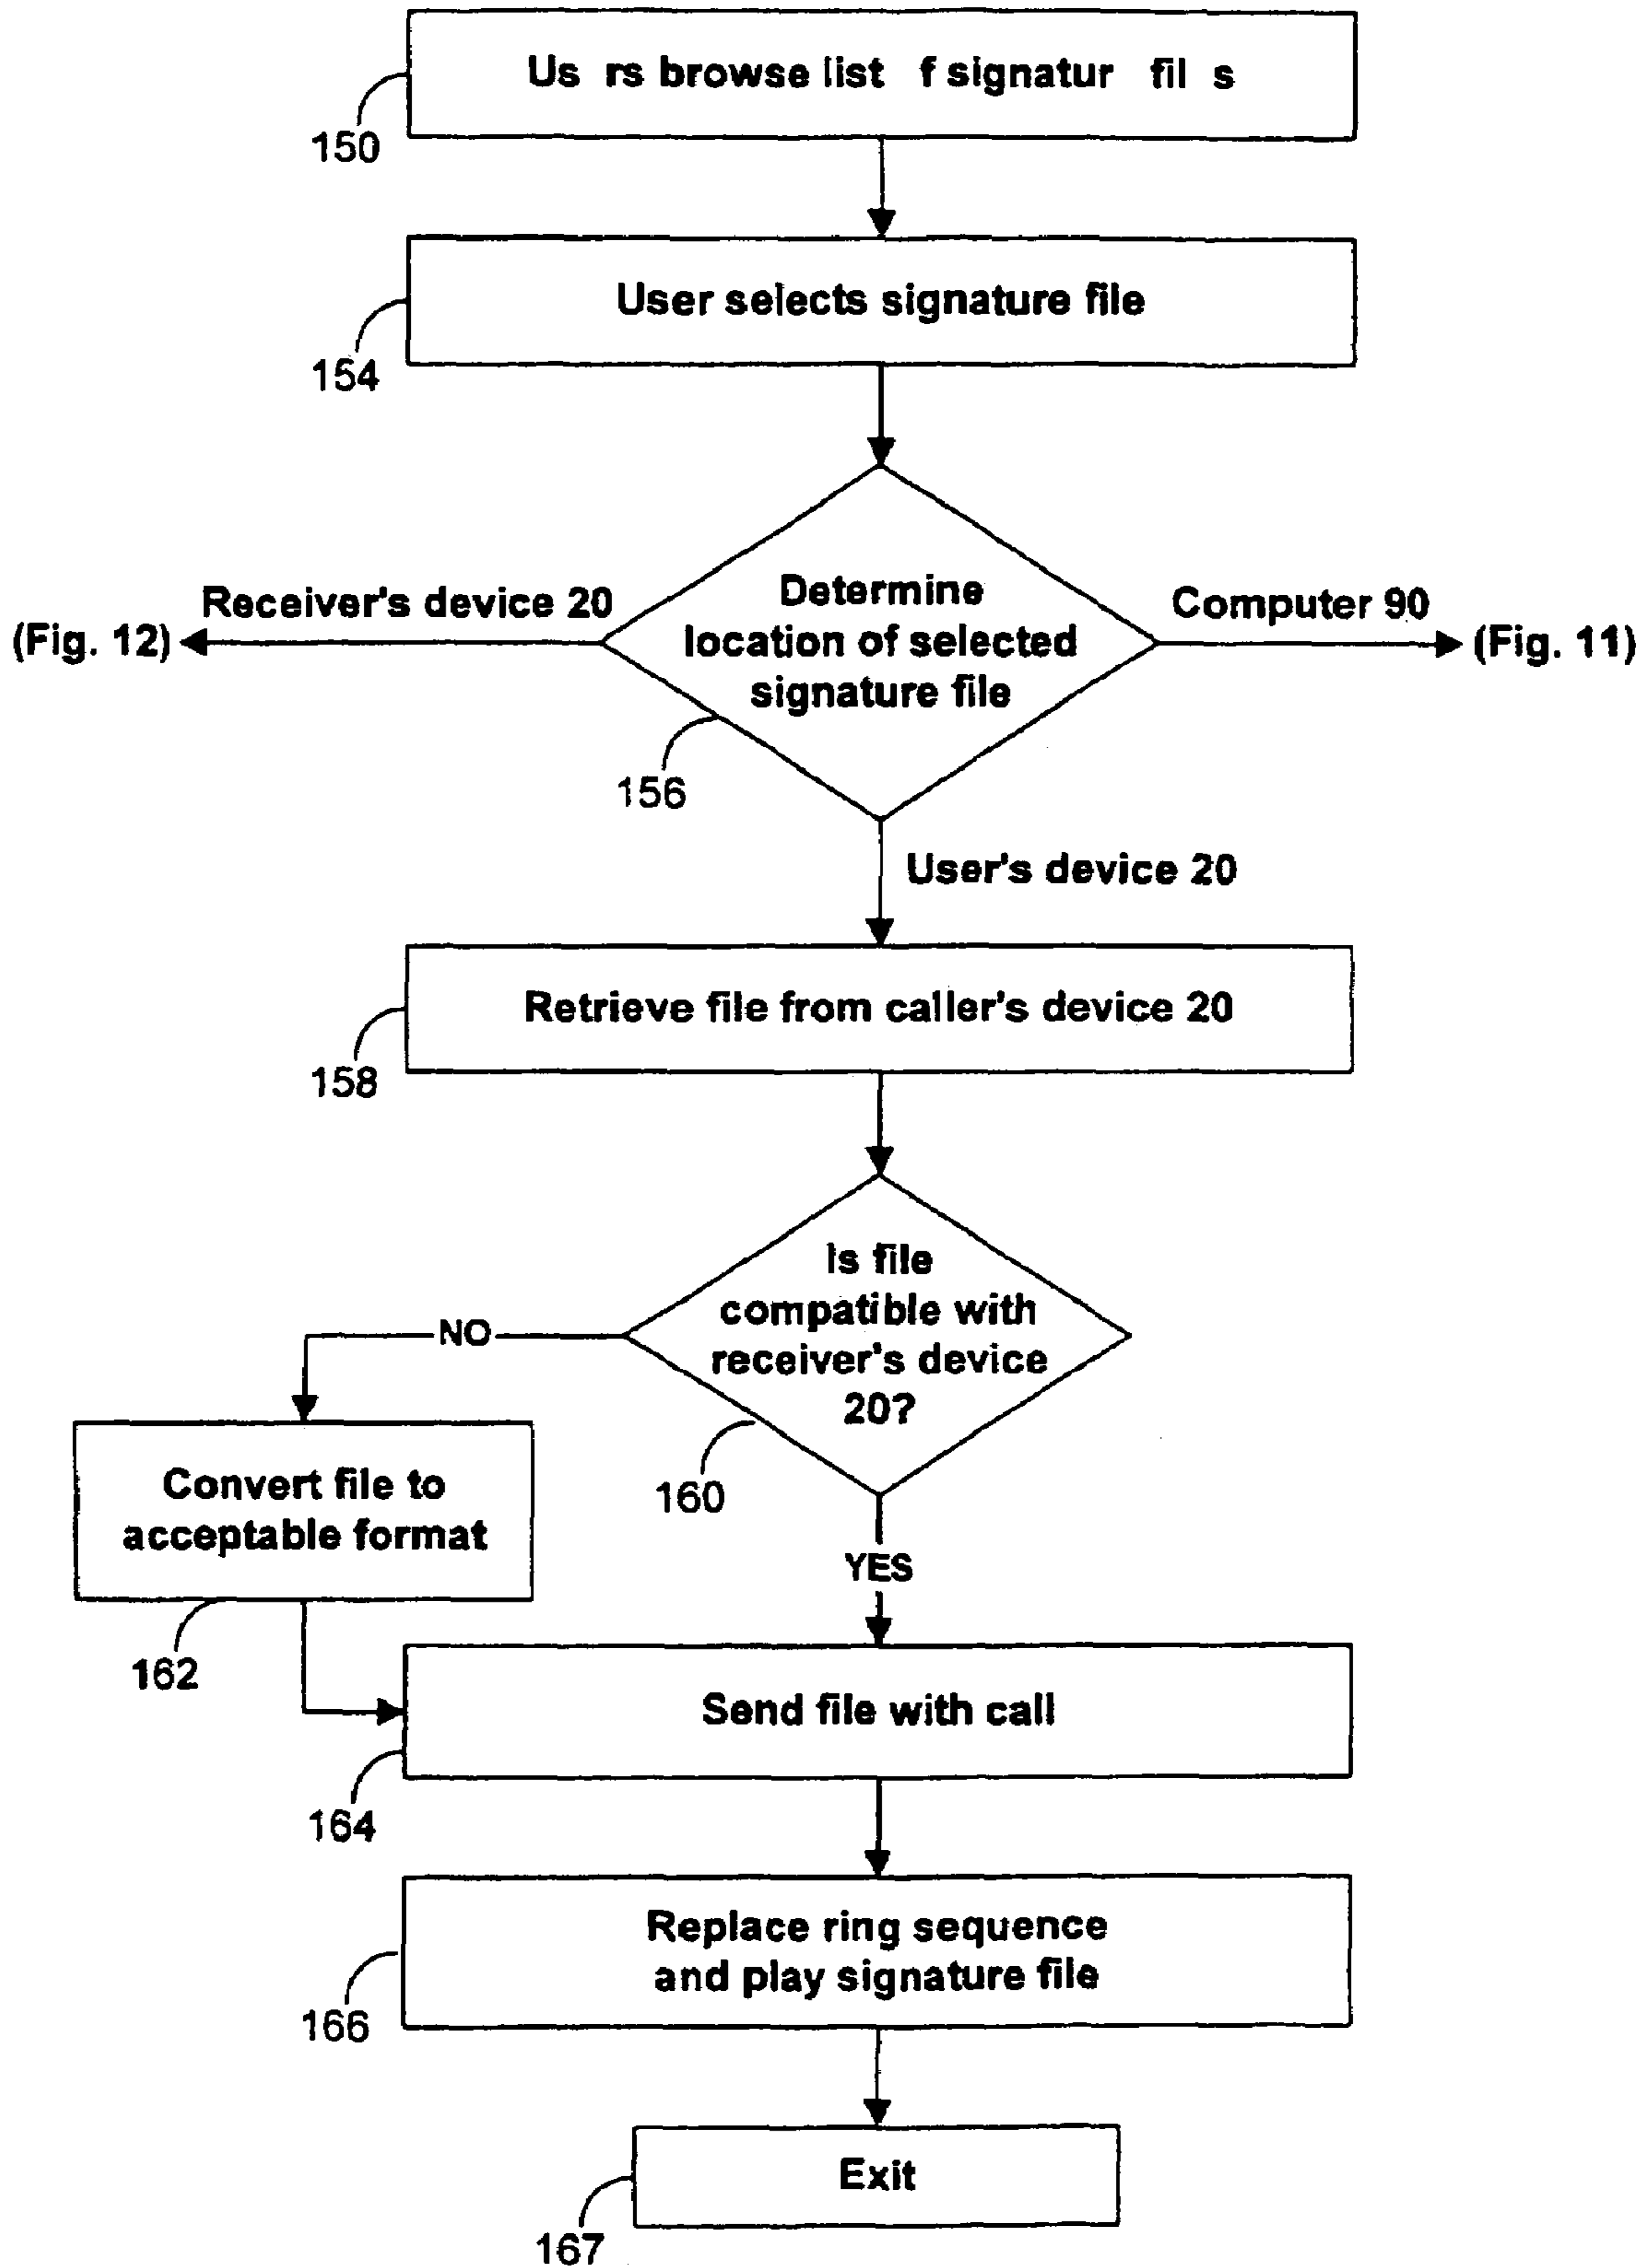 Us rs browse list f signatur fil s
150
User selects signature file
154
Receiver's device 20
(Fig. 12)
Determine
location of selected
signature file
Computer 90
(Fig. 11)
156
User's device 20
Retrieve file from caller's device 20
158
Is file
compatible with
receiver's device
20?
NO
160
Convert file to
acceptable format
YES
162
Send file with call
164
Replace ring sequence
and play signature file
166
Exit
167